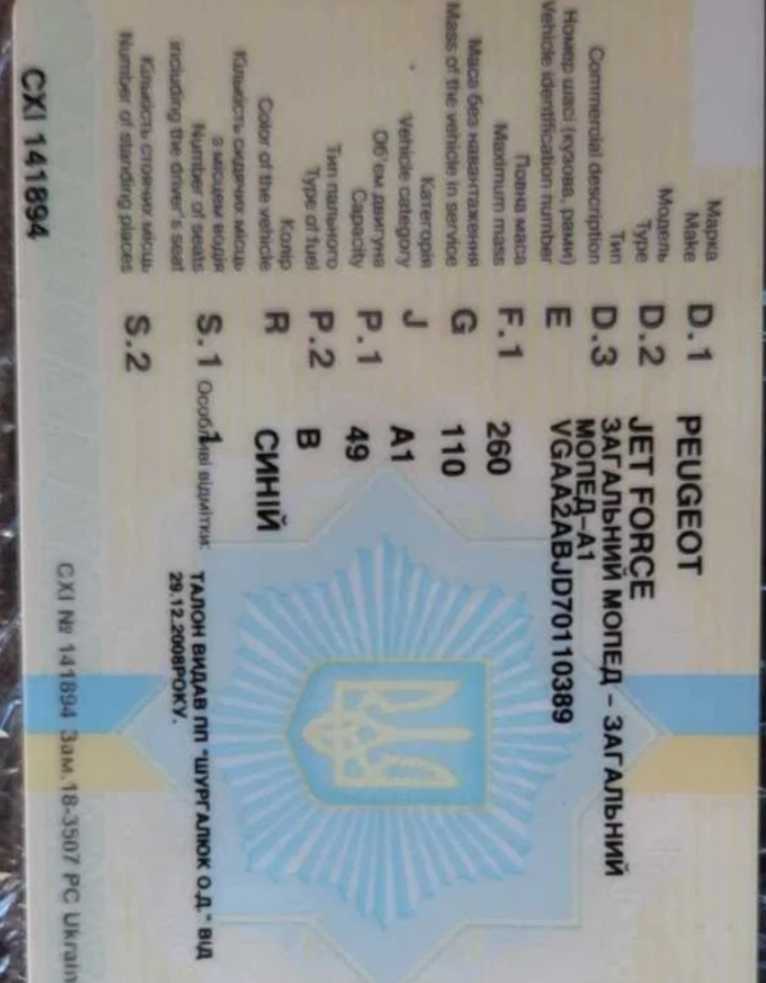 Марка
Make D.1 PEUGEOT
Модель
Type D.2 JET FORCE
Тип
Commercial description D.3 ЗАГАЛЬНИЙ МОПЕД - ЗАГАЛЬНИЙ
МОПЕД-А1
Номер шасі (кузова, рами)
Vehicle identification number E VGAA2ABJD70110389
Повна маса
Maximum mass F.1 260
Маса без навантаження
Mass of the vehicle in service G 110
Категорія
Vehicle category J A1
Об'єм двигуна
Capacity P.1 49
Тип пального
Type of fuel P.2 B
Колір
Color of the vehicle R СИНІЙ
Кількість сидячих місць
з місцем водія
Number of seats S.1 1
including the driver's seat
Особливі відмітки: ТАЛОН ВИДАВ ПП "ШУРГАЛЮК О.Д." ВІД
29.12.2008РОКУ.
Кількість стоячих місць
Number of standing places S.2
СХІ 141894
СХІ № 141894 Зам.18-3507 РС Ukrain